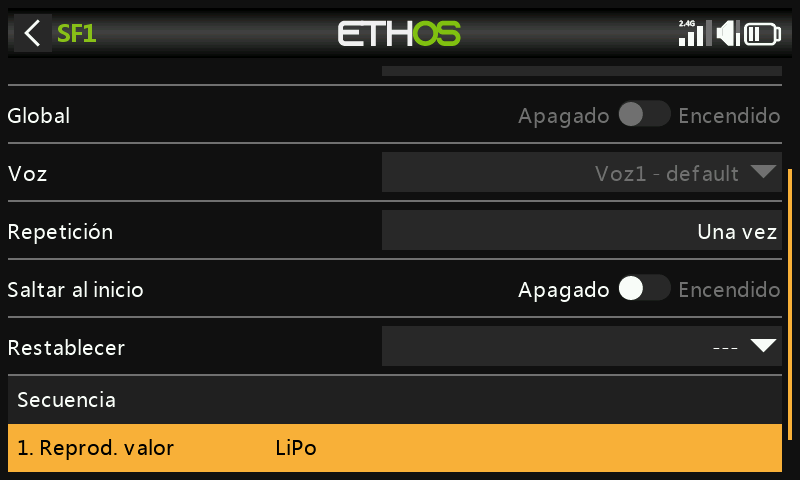 SF1
ETHOS
2.4G
Global
Apagado Encendido
Voz
Voz1 - default
Repetición
Una vez
Saltar al inicio
Apagado Encendido
Restablecer
---
Secuencia
1. Reprod. valor LiPo